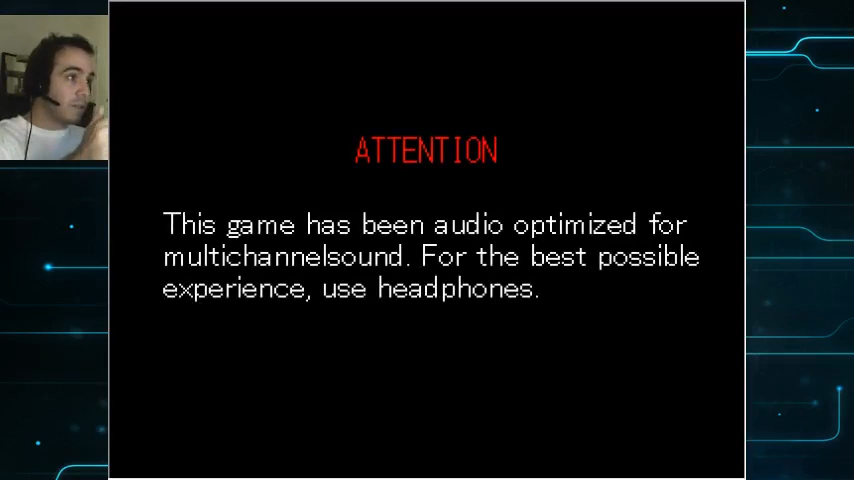 ATTENTION
This game has been audio optimized for
multichannelsound. For the best possible
experience, use headphones.